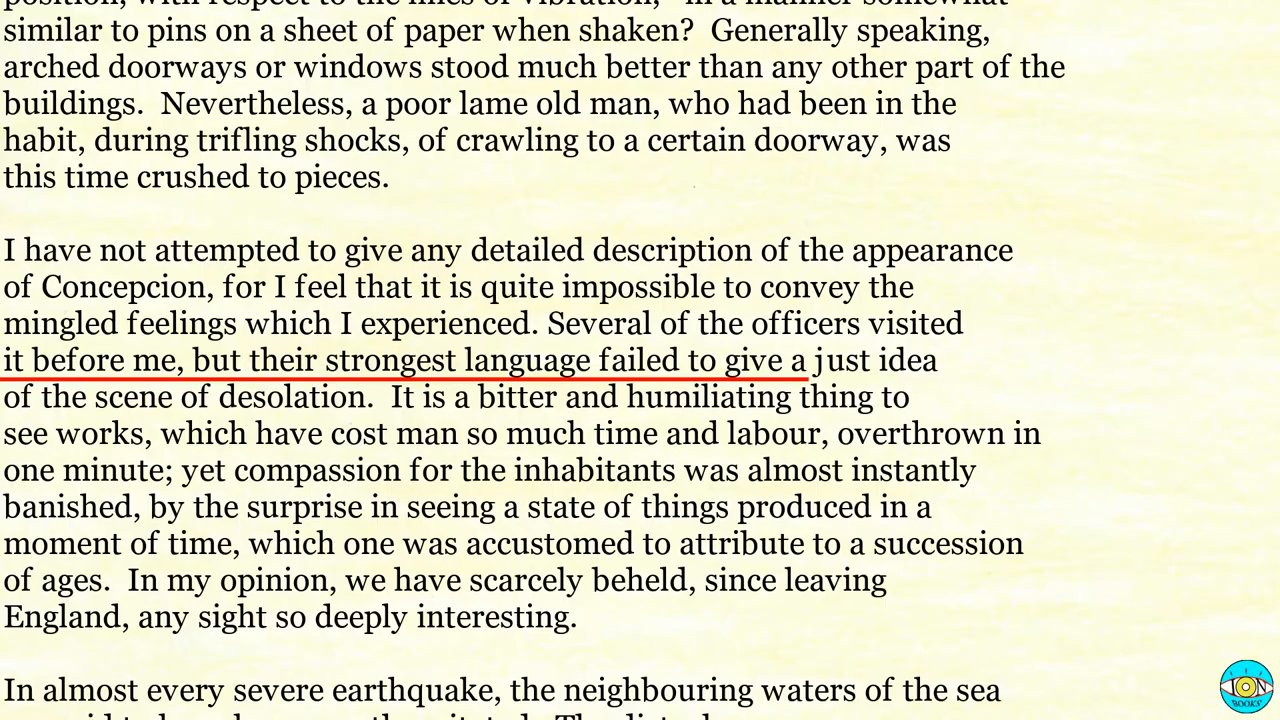 position, with respect to the lines of vibration, "in a manner somewhat
similar to pins on a sheet of paper when shaken?  Generally speaking,
arched doorways or windows stood much better than any other part of the
buildings.  Nevertheless, a poor lame old man, who had been in the
habit, during trifling shocks, of crawling to a certain doorway, was
this time crushed to pieces.
I have not attempted to give any detailed description of the appearance
of Concepcion, for I feel that it is quite impossible to convey the
mingled feelings which I experienced. Several of the officers visited
it before me, but their strongest language failed to give a just idea
of the scene of desolation.  It is a bitter and humiliating thing to
see works, which have cost man so much time and labour, overthrown in
one minute; yet compassion for the inhabitants was almost instantly
banished, by the surprise in seeing a state of things produced in a
moment of time, which one was accustomed to attribute to a succession
of ages.  In my opinion, we have scarcely beheld, since leaving
England, any sight so deeply interesting.
In almost every severe earthquake, the neighbouring waters of the sea
ION
BOOKS